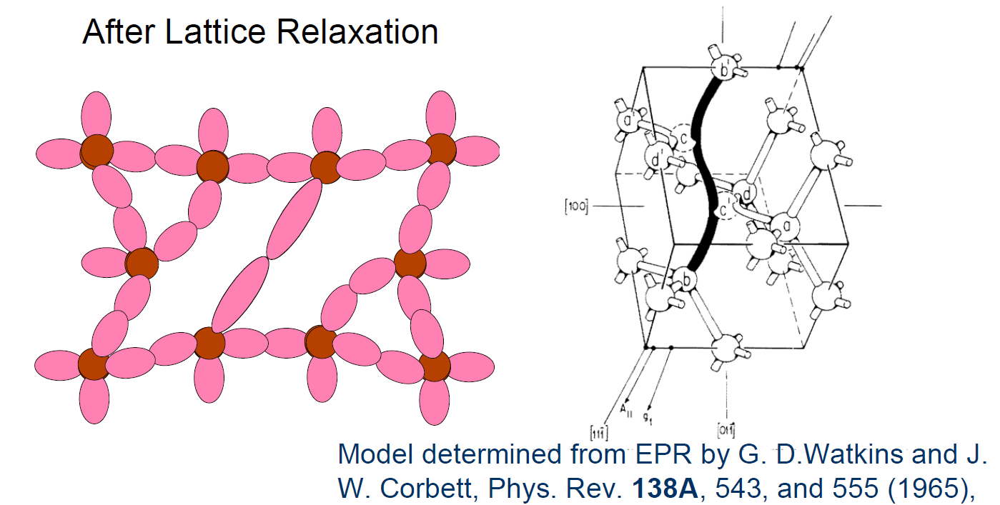 After Lattice Relaxation
b'
a'
c
d'
d
[100]
c'
a
b
A||
g1
[111̄]
[011̄]
Model determined from EPR by G. D.Watkins and J.
W. Corbett, Phys. Rev. 138A, 543, and 555 (1965),